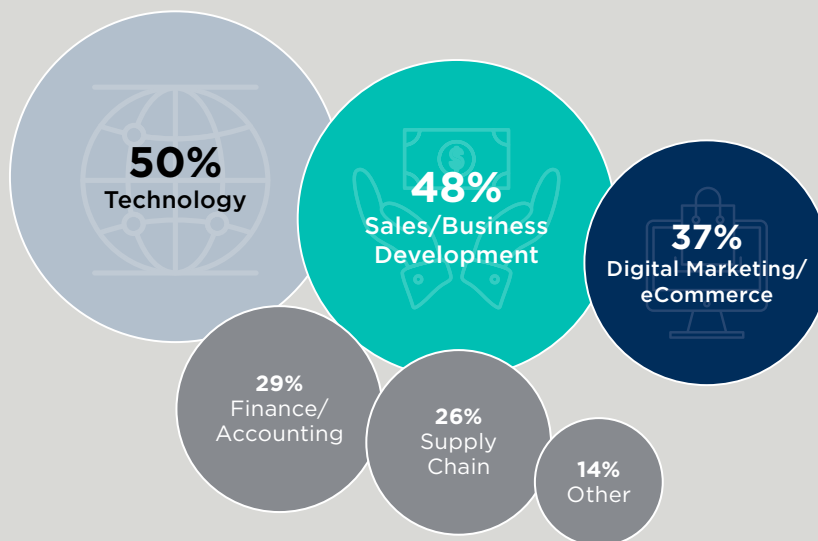 50%
Technology
48%
Sales/Business
Development
37%
Digital Marketing/
eCommerce
29%
Finance/
Accounting
26%
Supply
Chain
14%
Other